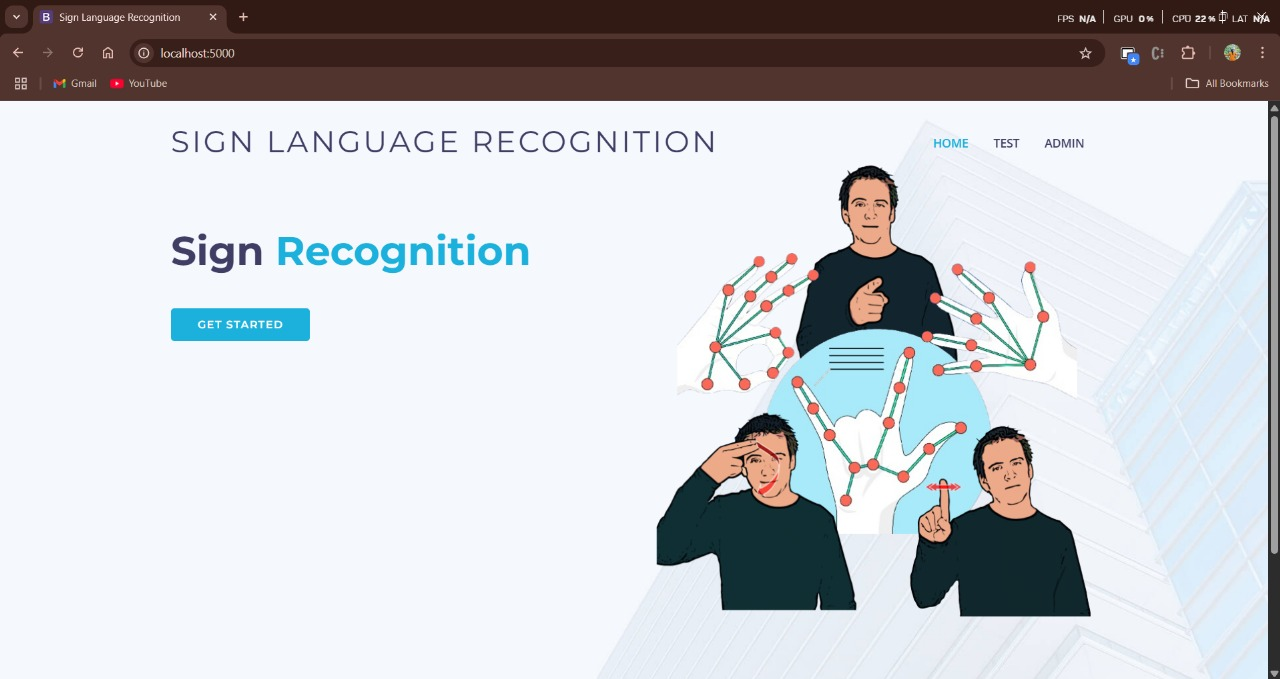 Sign Language Recognition
FPS N/A GPU 0% CPU 22% LAT N/A
localhost:5000
Gmail YouTube All Bookmarks
SIGN LANGUAGE RECOGNITION
HOME TEST ADMIN
Sign Recognition
GET STARTED